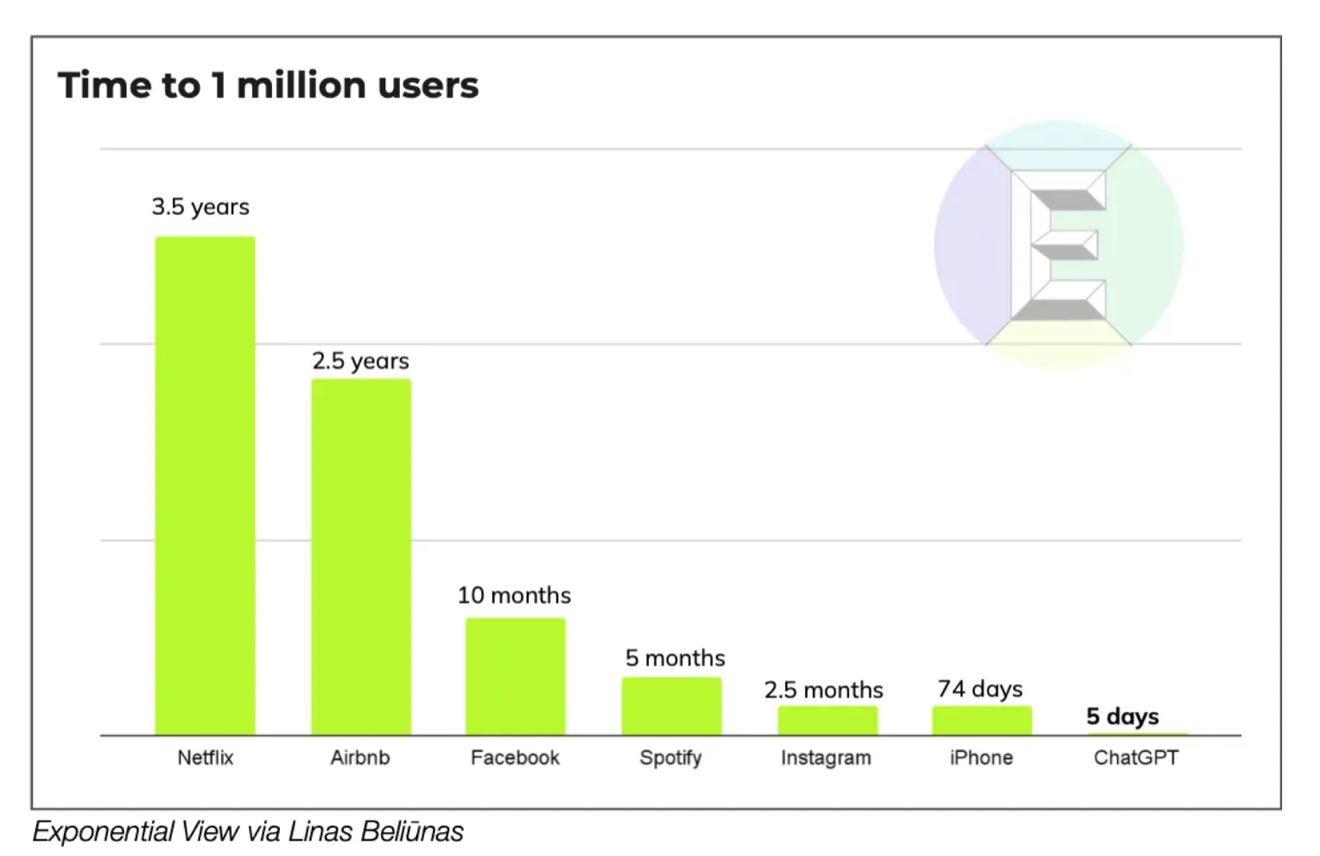 Time to 1 million users
3.5 years
2.5 years
10 months
5 months
2.5 months
74 days
5 days
Netflix
Airbnb
Facebook
Spotify
Instagram
iPhone
ChatGPT
E
Exponential View via Linas Beliūnas